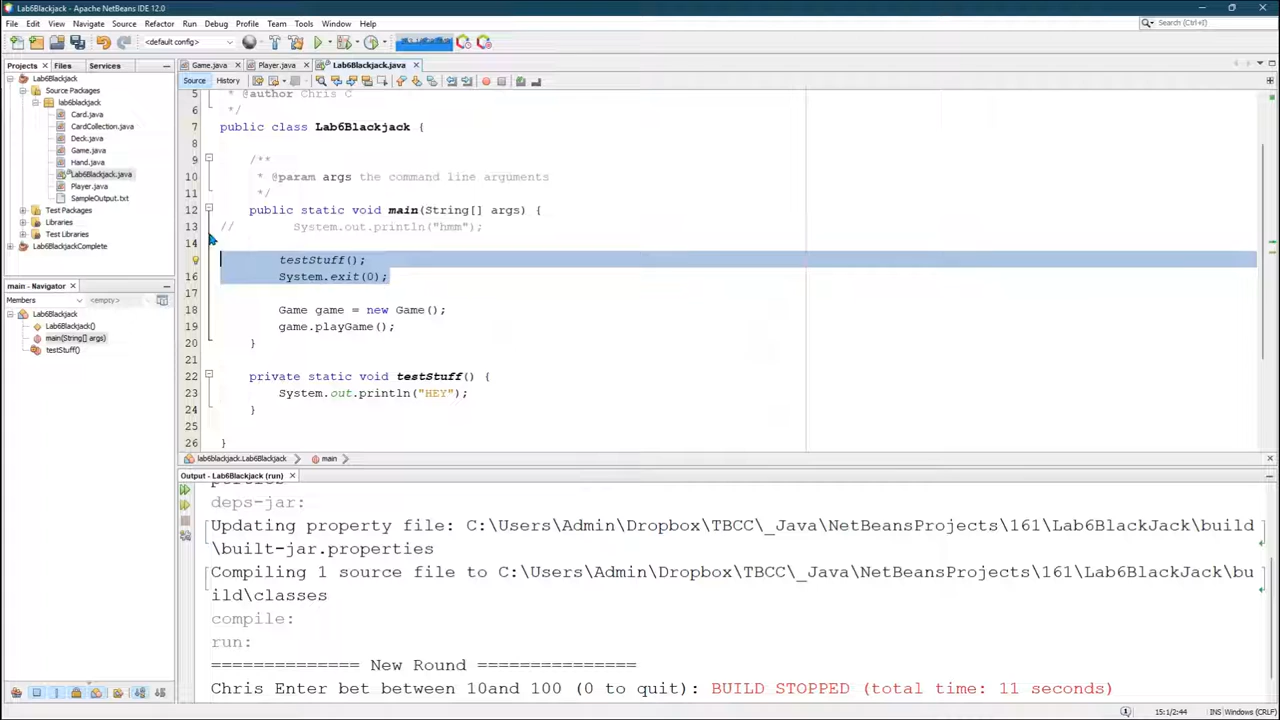 Lab6Blackjack - Apache NetBeans IDE 12.0
File Edit View Navigate Source Refactor Run Debug Profile Team Tools Window Help
Search (Ctrl+I)
<default config>
Projects Files Services
Game.java Player.java Lab6Blackjack.java
Source History
Lab6Blackjack
Source Packages
lab6blackjack
Card.java
CardCollection.java
Deck.java
Game.java
Hand.java
Lab6Blackjack.java
Player.java
SampleOutput.txt
Test Packages
Libraries
Test Libraries
Lab6BlackjackComplete
main - Navigator
Members <empty>
Lab6Blackjack
Lab6Blackjack()
main(String[] args)
testStuff()
5 * @author Chris C
6 */
7 public class Lab6Blackjack {
8
9 /**
10 * @param args the command line arguments
11 */
12 public static void main(String[] args) {
13 // System.out.println("hmm");
14
testStuff();
16 System.exit(0);
17
18 Game game = new Game();
19 game.playGame();
20 }
21
22 private static void testStuff() {
23 System.out.println("HEY");
24 }
25
26 }
lab6blackjack.Lab6Blackjack main
Output - Lab6Blackjack (run)
deps-jar:
Updating property file: C:\Users\Admin\Dropbox\TBCC\_Java\NetBeansProjects\161\Lab6BlackJack\build
\built-jar.properties
Compiling 1 source file to C:\Users\Admin\Dropbox\TBCC\_Java\NetBeansProjects\161\Lab6BlackJack\bu
ild\classes
compile:
run:
============== New Round ===============
Chris Enter bet between 10and 100 (0 to quit): BUILD STOPPED (total time: 11 seconds)
15:1/2:44 INS Windows (CRLF)